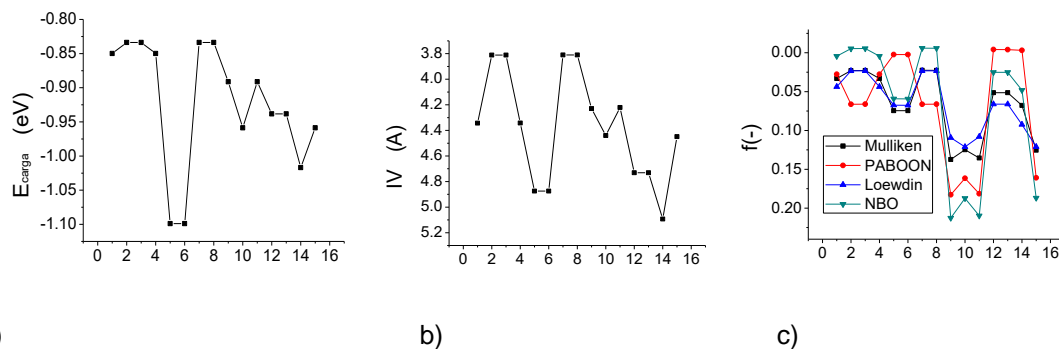 -0.80
-0.85
-0.90
-0.95
-1.00
-1.05
-1.10
E carga (eV)
0 2 4 6 8 10 12 14 16
3.8
4.0
4.2
4.4
4.6
4.8
5.0
5.2
IV (A)
0 2 4 6 8 10 12 14 16
0.00
0.05
0.10
0.15
0.20
f(-)
Mulliken
PABOON
Loewdin
NBO
0 2 4 6 8 10 12 14 16
)
b)
c)